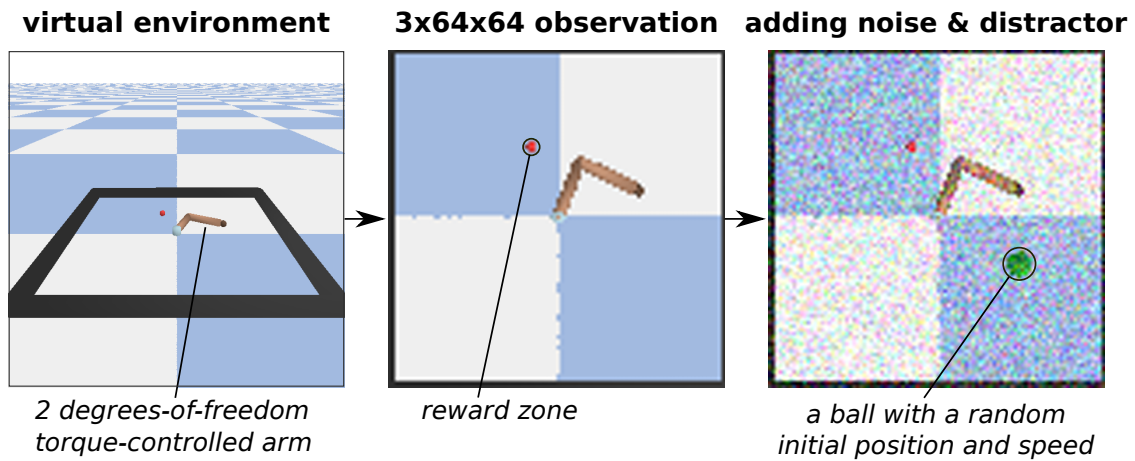 virtual environment
3x64x64 observation
adding noise & distractor
2 degrees-of-freedom
torque-controlled arm
reward zone
a ball with a random
initial position and speed